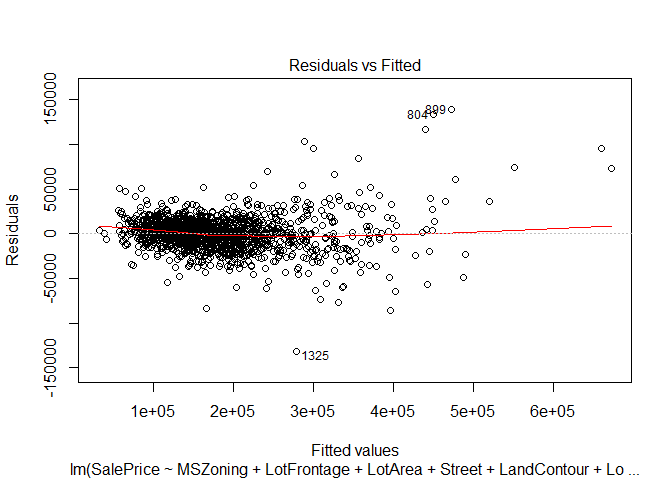 Residuals vs Fitted
150000
50000
0
-50000
-150000
Residuals
804
899
1325
1e+05 2e+05 3e+05 4e+05 5e+05 6e+05
Fitted values
lm(SalePrice ~ MSZoning + LotFrontage + LotArea + Street + LandContour + Lo ...